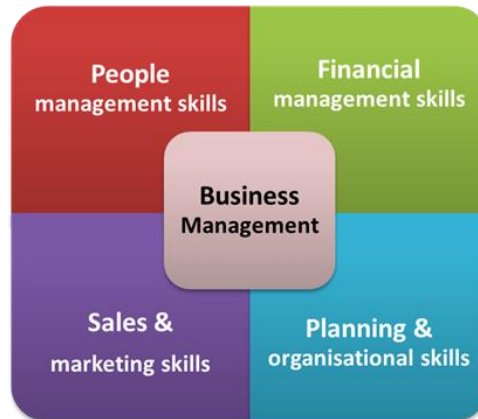 People
management skills
Financial
management skills
Business
Management
Sales &
marketing skills
Planning &
organisational skills